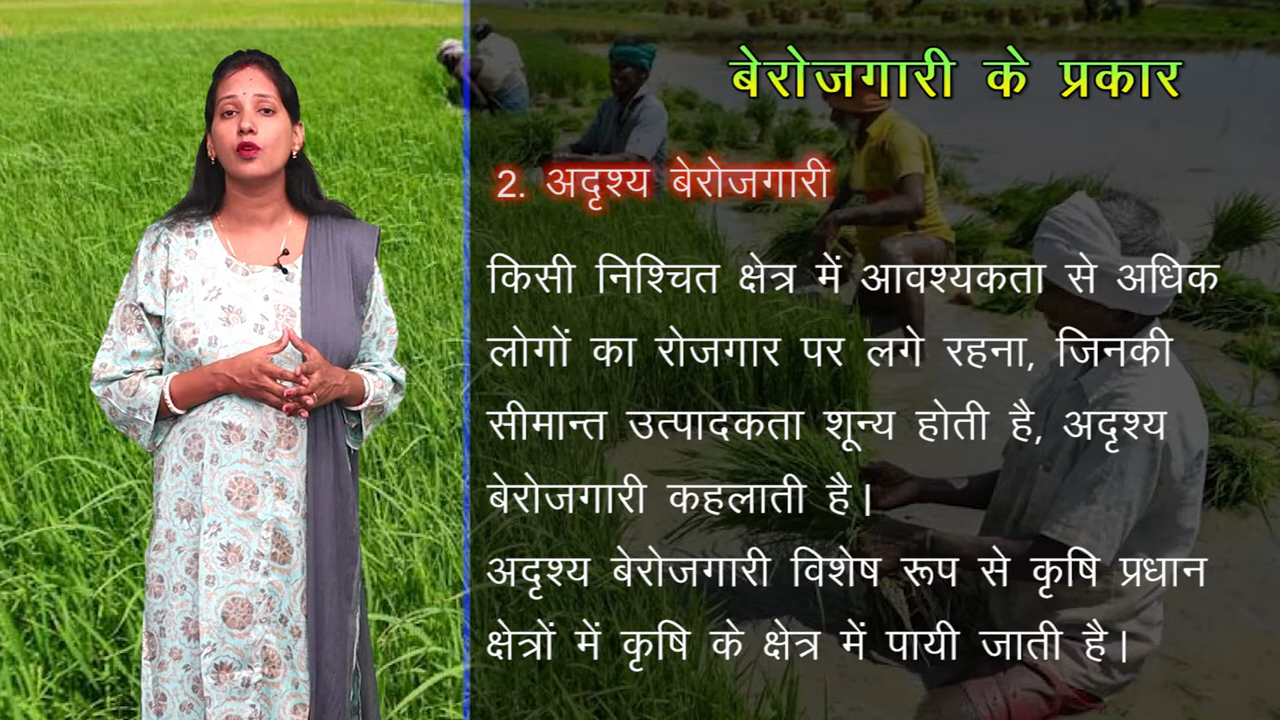 बेरोजगारी के प्रकार
2. अदृश्य बेरोजगारी
किसी निश्चित क्षेत्र में आवश्यकता से अधिक
लोगों का रोजगार पर लगे रहना, जिनकी
सीमान्त उत्पादकता शून्य होती है, अदृश्य
बेरोजगारी कहलाती है।
अदृश्य बेरोजगारी विशेष रूप से कृषि प्रधान
क्षेत्रों में कृषि के क्षेत्र में पायी जाती है।